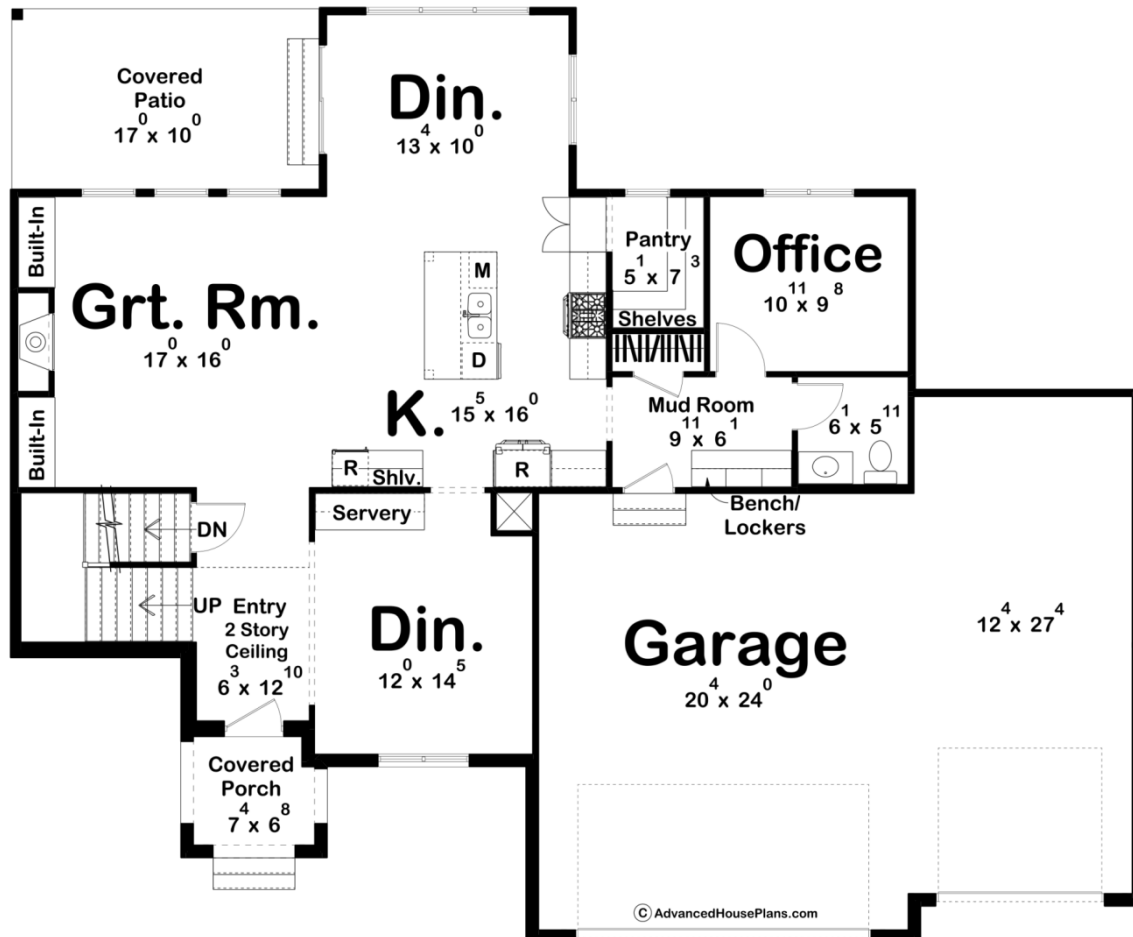 Covered
Patio
17⁰ x 10⁰
Din.
13⁴ x 10⁰
Built-In
Grt. Rm.
17⁰ x 16⁰
Built-In
M
D
K.
15⁵ x 16⁰
Pantry
5¹ x 7³
Shelves
Office
10¹¹ x 9⁸
Mud Room
9¹¹ x 6¹
6¹ x 5¹¹
R
Shlv.
R
Bench/
Lockers
Servery
DN
UP
Entry
2 Story
Ceiling
6³ x 12¹⁰
Din.
12⁰ x 14⁵
Garage
20⁴ x 24⁰
12⁴ x 27⁴
Covered
Porch
7⁴ x 6⁸
© AdvancedHousePlans.com